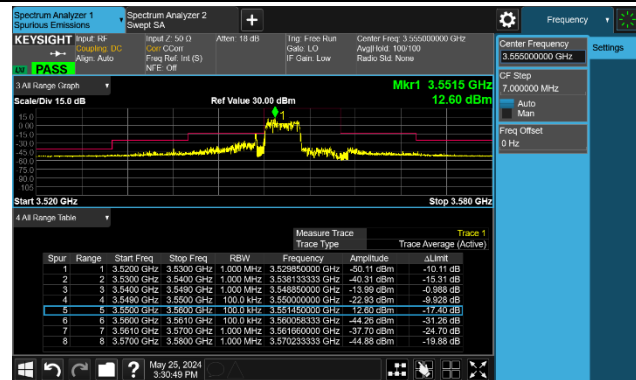 Spectrum Analyzer 1
Spurious Emissions
Spectrum Analyzer 2
Swept SA
Frequency
KEYSIGHT
Input: RF
Coupling: DC
Align: Auto
Input Z: 50 Ω
Corr CCorr
Freq Ref: Int (S)
NFE: Off
Atten: 18 dB
Trig: Free Run
Gate: LO
IF Gain: Low
Center Freq: 3.555000000 GHz
Avg|Hold: 100/100
Radio Std: None
PASS
Center Frequency
3.555000000 GHz
Settings
CF Step
7.000000 MHz
Auto
Man
Freq Offset
0 Hz
3 All Range Graph
Mkr1 3.5515 GHz
Scale/Div 15.0 dB
Ref Value 30.00 dBm
12.60 dBm
1
15.0
0.00
-15.0
-30.0
-45.0
-60.0
-75.0
-90.0
-105
Start 3.520 GHz
Stop 3.580 GHz
4 All Range Table
Measure Trace Trace 1
Trace Type Trace Average (Active)
Spur Range Start Freq Stop Freq RBW Frequency Amplitude ΔLimit
1 1 3.5200 GHz 3.5300 GHz 1.000 MHz 3.529850000 GHz -50.11 dBm -10.11 dB
2 2 3.5300 GHz 3.5400 GHz 1.000 MHz 3.538133333 GHz -40.31 dBm -15.31 dB
3 3 3.5400 GHz 3.5490 GHz 1.000 MHz 3.548850000 GHz -13.99 dBm -0.988 dB
4 4 3.5490 GHz 3.5500 GHz 100.0 kHz 3.550000000 GHz -22.93 dBm -9.928 dB
5 5 3.5500 GHz 3.5600 GHz 100.0 kHz 3.551450000 GHz 12.60 dBm -17.40 dB
6 6 3.5600 GHz 3.5610 GHz 100.0 kHz 3.560058333 GHz -44.26 dBm -31.26 dB
7 7 3.5610 GHz 3.5700 GHz 1.000 MHz 3.561660000 GHz -37.70 dBm -24.70 dB
8 8 3.5700 GHz 3.5800 GHz 1.000 MHz 3.570233333 GHz -44.88 dBm -19.88 dB
May 25, 2024
3:30:49 PM